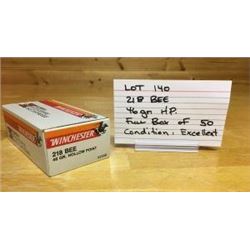 WINCHESTER
218 BEE
46 GR. HOLLOW POINT
LOT 140
218 BEE
46gn H.P.
Full Box of 50
Condition: Excellent